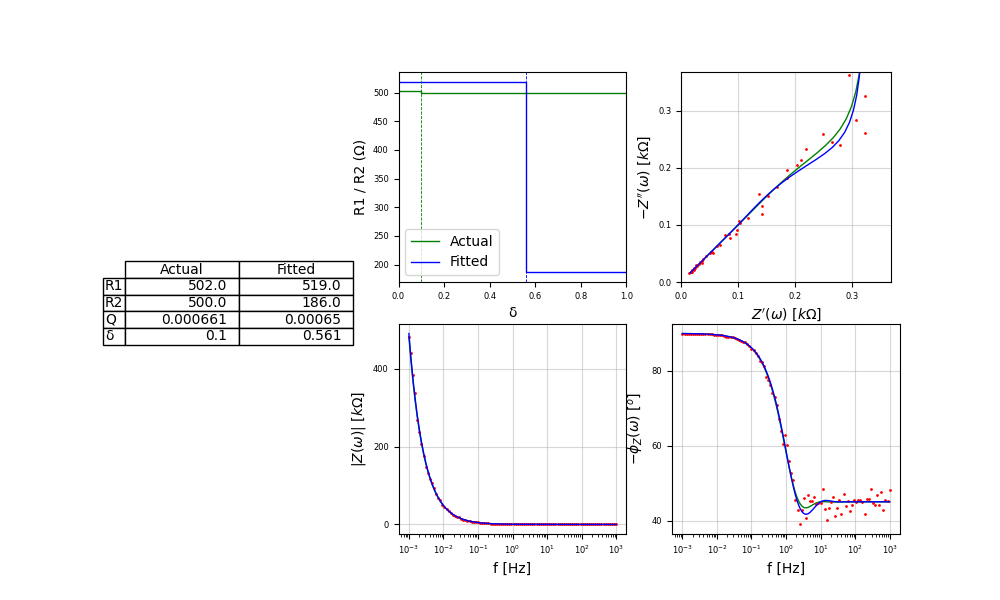 Actual Fitted
R1 502.0 519.0
R2 500.0 186.0
Q 0.000661 0.00065
δ 0.1 0.561
R1 / R2 (Ω)
500
450
400
350
300
250
200
Actual
Fitted
0.0 0.2 0.4 0.6 0.8 1.0
δ
−Z″(ω) [kΩ]
0.3
0.2
0.1
0.0
0.0 0.1 0.2 0.3
Z′(ω) [kΩ]
|Z(ω)| [kΩ]
400
200
0
10⁻³ 10⁻² 10⁻¹ 10⁰ 10¹ 10² 10³
f [Hz]
−ϕ_Z(ω) [°]
80
60
40
10⁻³ 10⁻² 10⁻¹ 10⁰ 10¹ 10² 10³
f [Hz]